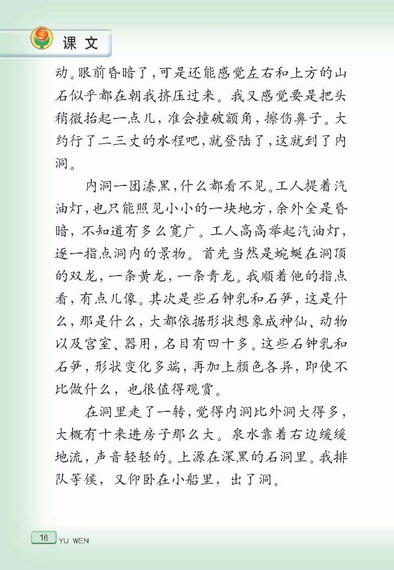 课文
动。眼前昏暗了，可是还能感觉左右和上方的山
石似乎都在朝我挤压过来。我又感觉要是把头
稍微抬起一点儿，准会撞破额角，擦伤鼻子。大
约行了二三丈的水程吧，就登陆了，这就到了内
洞。
内洞一团漆黑，什么都看不见。工人提着汽
油灯，也只能照见小小的一块地方，余外全是昏
暗，不知道有多么宽广。工人高高举起汽油灯，
逐一指点洞内的景物。首先当然是蜿蜒在洞顶
的双龙，一条黄龙，一条青龙。我顺着他的指点
看，有点儿像。其次是些石钟乳和石笋，这是什
么，那是什么，大都依据形状想象成神仙、动物
以及宫室、器用，名目有四十多。这些石钟乳和
石笋，形状变化多端，再加上颜色各异，即使不
比做什么，也很值得观赏。
在洞里走了一转，觉得内洞比外洞大得多，
大概有十来进房子那么大。泉水靠着右边缓缓
地流，声音轻轻的。上源在深黑的石洞里。我排
队等候，又仰卧在小船里，出了洞。
16 YU WEN